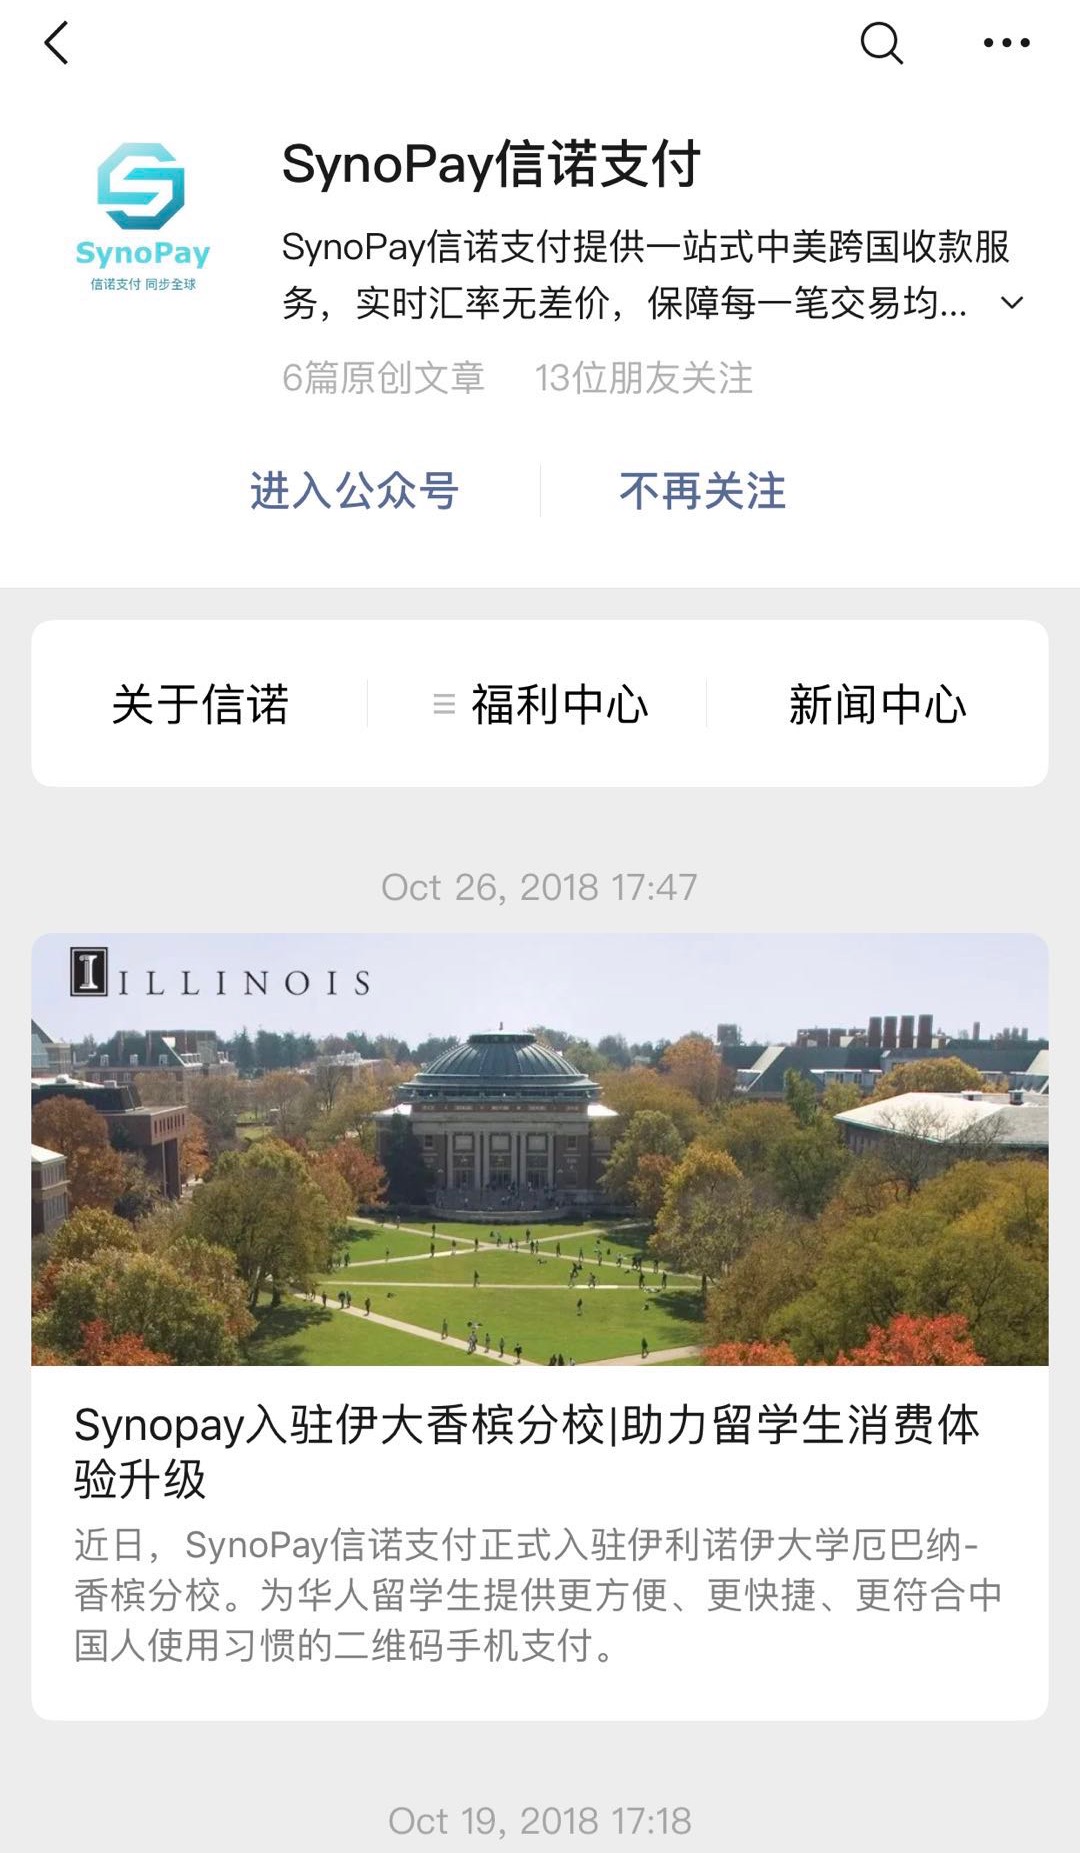 SynoPay信诺支付
SynoPay
信诺支付 同步全球
SynoPay信诺支付提供一站式中美跨国收款服
务，实时汇率无差价，保障每一笔交易均...
6篇原创文章 13位朋友关注
进入公众号 不再关注
关于信诺 福利中心 新闻中心
Oct 26, 2018 17:47
I ILLINOIS
Synopay入驻伊大香槟分校|助力留学生消费体
验升级
近日，SynoPay信诺支付正式入驻伊利诺伊大学厄巴纳-
香槟分校。为华人留学生提供更方便、更快捷、更符合中
国人使用习惯的二维码手机支付。
Oct 19, 2018 17:18